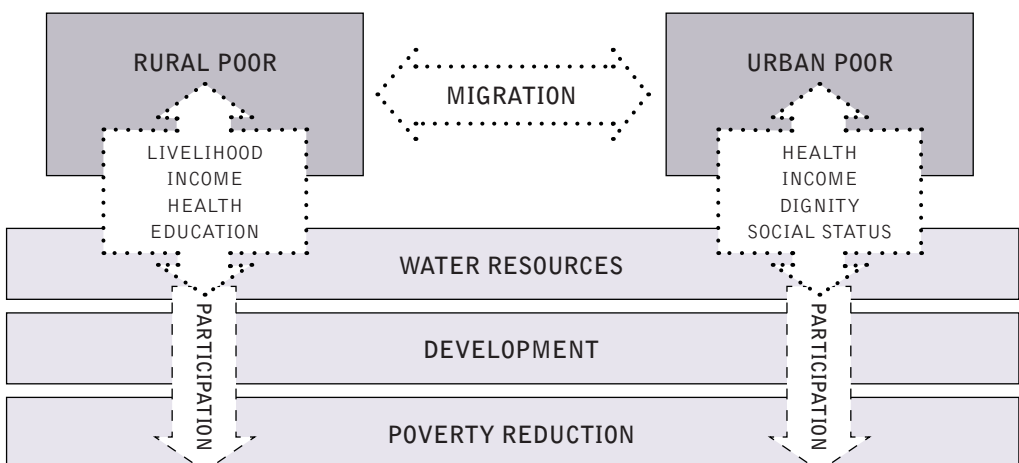 RURAL POOR
MIGRATION
URBAN POOR
LIVELIHOOD
INCOME
HEALTH
EDUCATION
HEALTH
INCOME
DIGNITY
SOCIAL STATUS
WATER RESOURCES
PARTICIPATION
PARTICIPATION
DEVELOPMENT
POVERTY REDUCTION